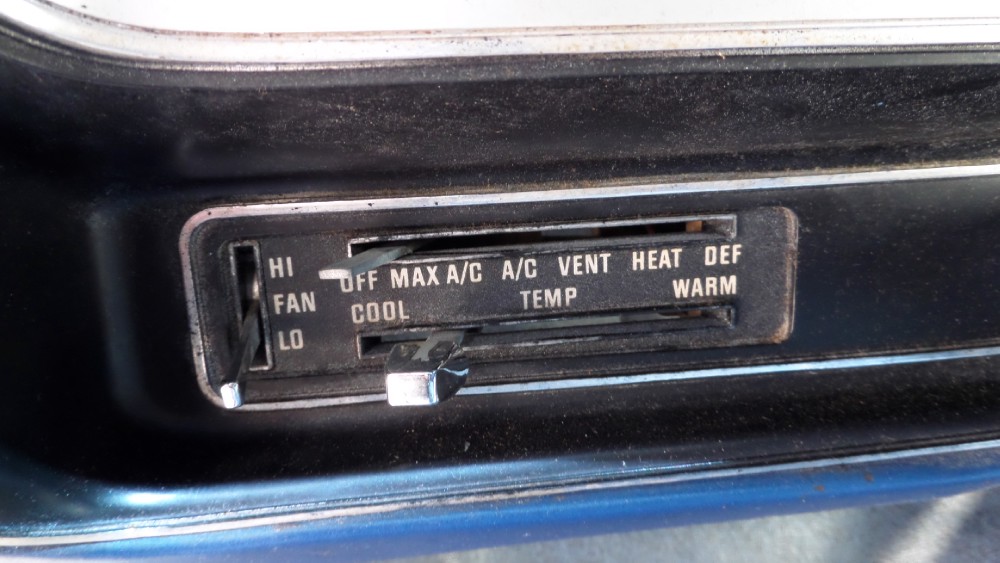 HI
FAN
LO
OFF MAX A/C A/C VENT HEAT DEF
COOL TEMP WARM